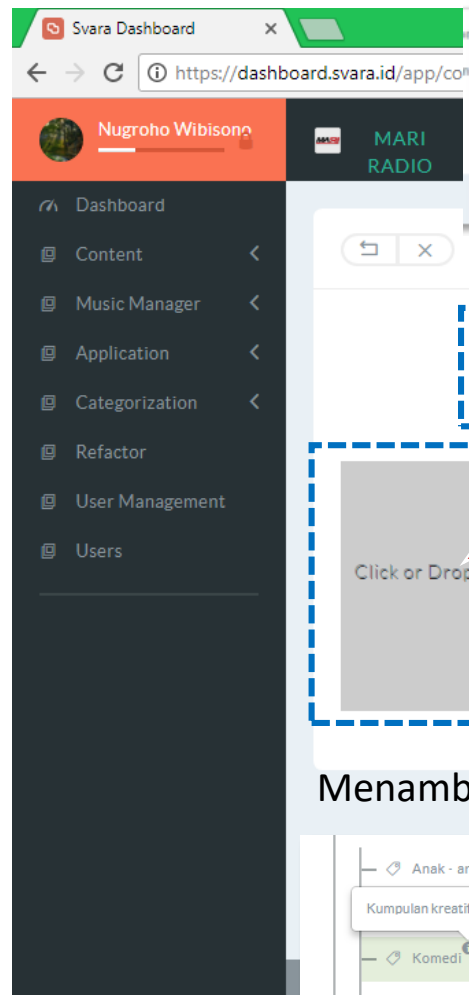 Svara Dashboard
https://dashboard.svara.id/app/co
Nugroho Wibisono
MARI
RADIO
Dashboard
Content
Music Manager
Application
Categorization
Refactor
User Management
Users
Click or Drop
Menamb
Anak - an
Kumpulan kreatif
Komedi